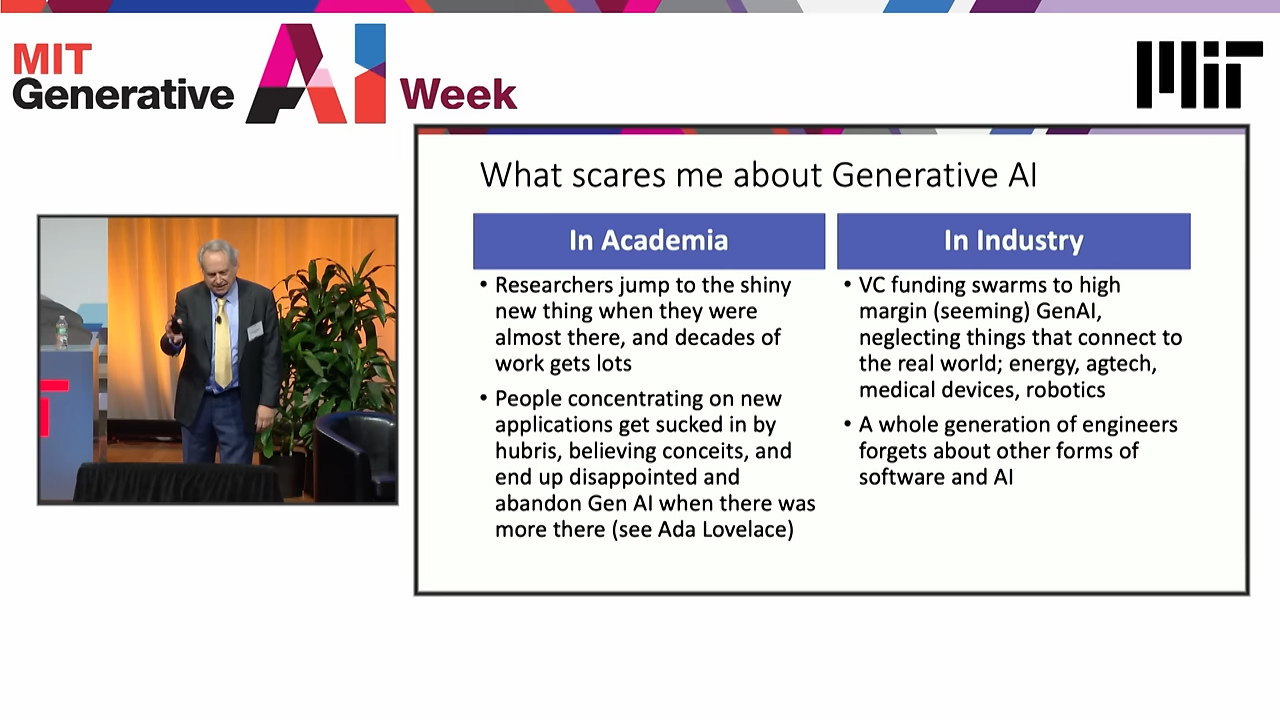 MIT
Generative AI Week
MIT
What scares me about Generative AI
In Academia
• Researchers jump to the shiny
new thing when they were
almost there, and decades of
work gets lots
• People concentrating on new
applications get sucked in by
hubris, believing conceits, and
end up disappointed and
abandon Gen AI when there was
more there (see Ada Lovelace)
In Industry
• VC funding swarms to high
margin (seeming) GenAI,
neglecting things that connect to
the real world; energy, agtech,
medical devices, robotics
• A whole generation of engineers
forgets about other forms of
software and AI